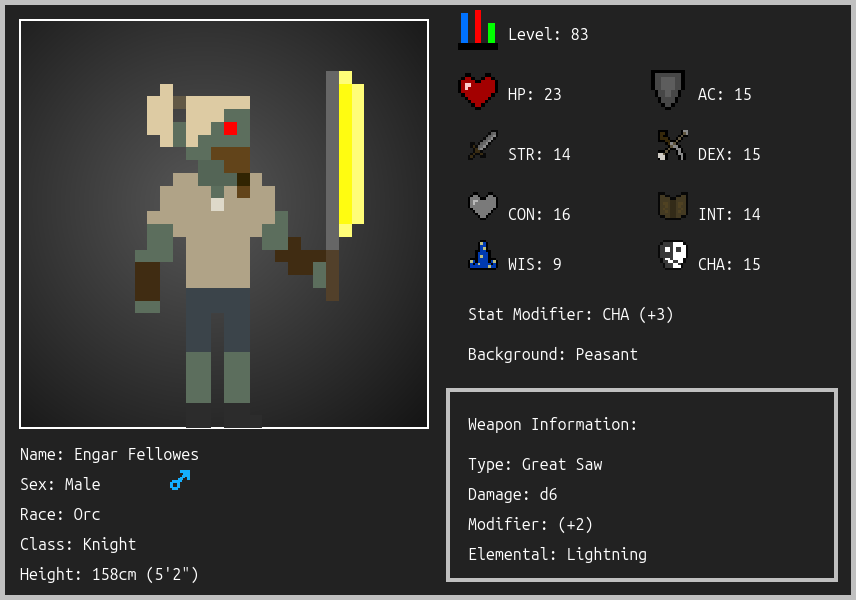 Level: 83
HP: 23
AC: 15
STR: 14
DEX: 15
CON: 16
INT: 14
WIS: 9
CHA: 15
Stat Modifier: CHA (+3)
Background: Peasant
Weapon Information:
Type: Great Saw
Damage: d6
Modifier: (+2)
Elemental: Lightning
Name: Engar Fellowes
Sex: Male
Race: Orc
Class: Knight
Height: 158cm (5'2")